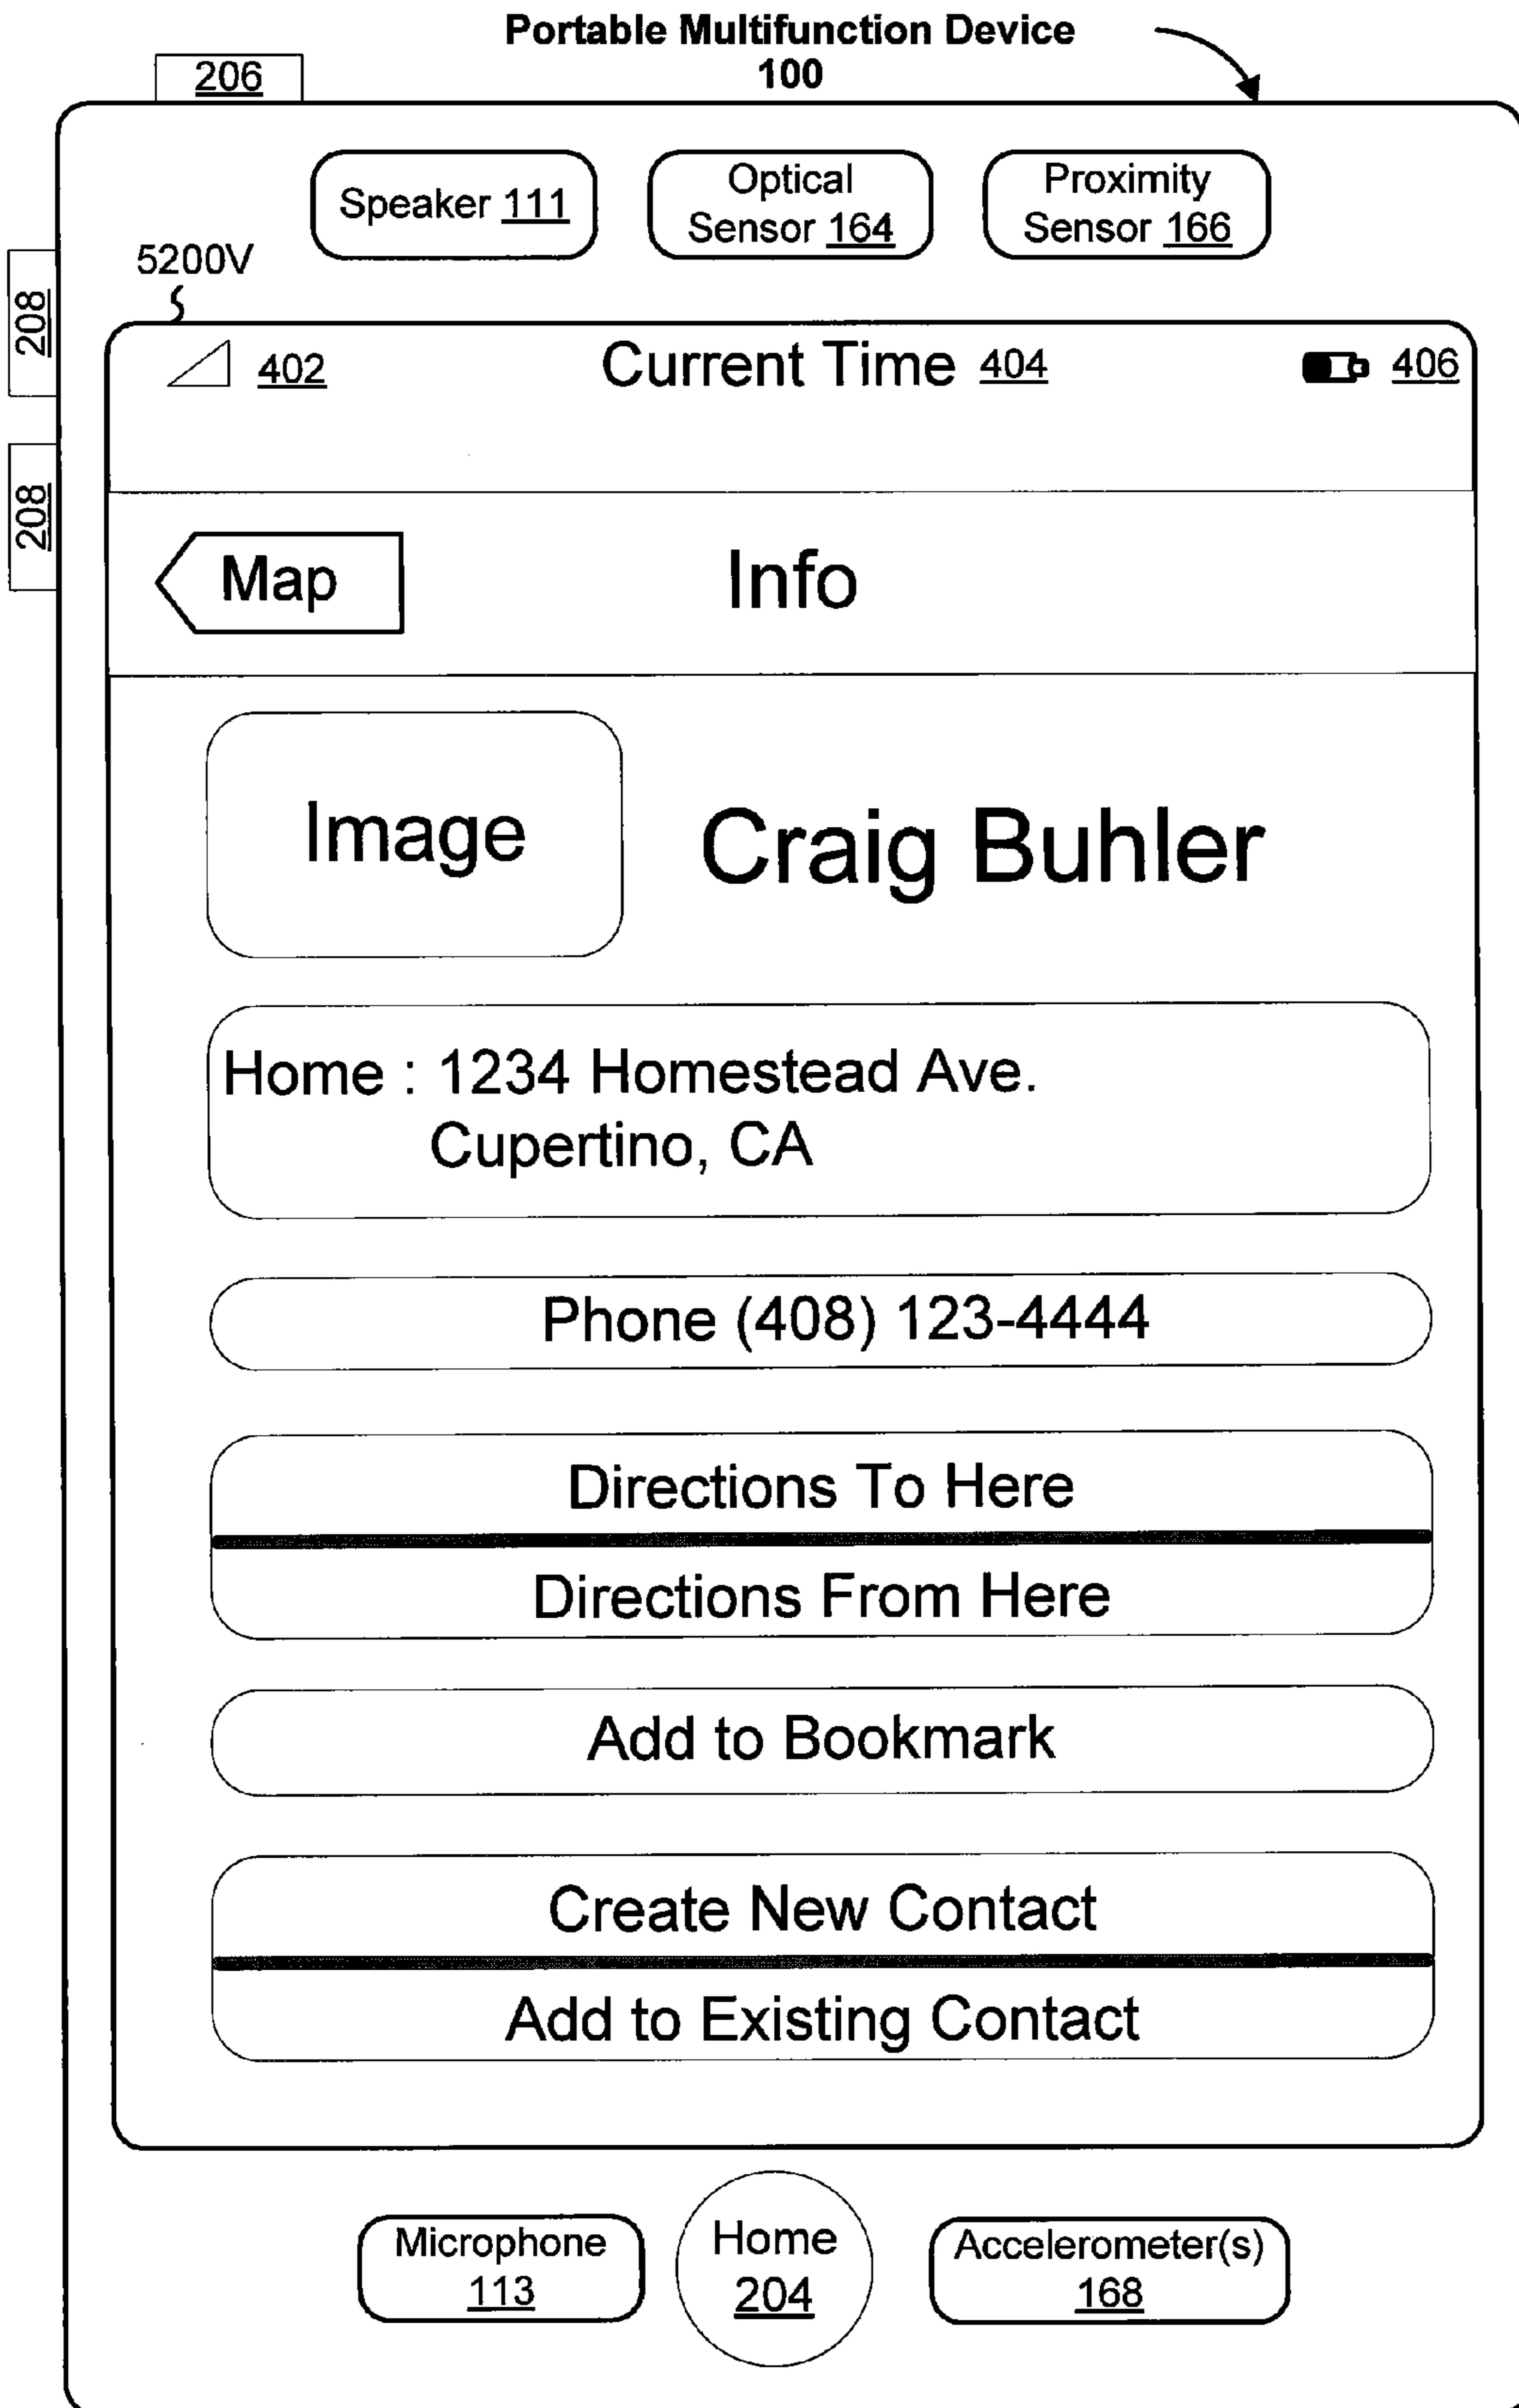 Portable Multifunction Device
100
206
Speaker 111
Optical
Sensor 164
Proximity
Sensor 166
5200V
208
208
402
Current Time 404
406
Map
Info
Image
Craig Buhler
Home : 1234 Homestead Ave.
Cupertino, CA
Phone (408) 123-4444
Directions To Here
Directions From Here
Add to Bookmark
Create New Contact
Add to Existing Contact
Microphone
113
Home
204
Accelerometer(s)
168